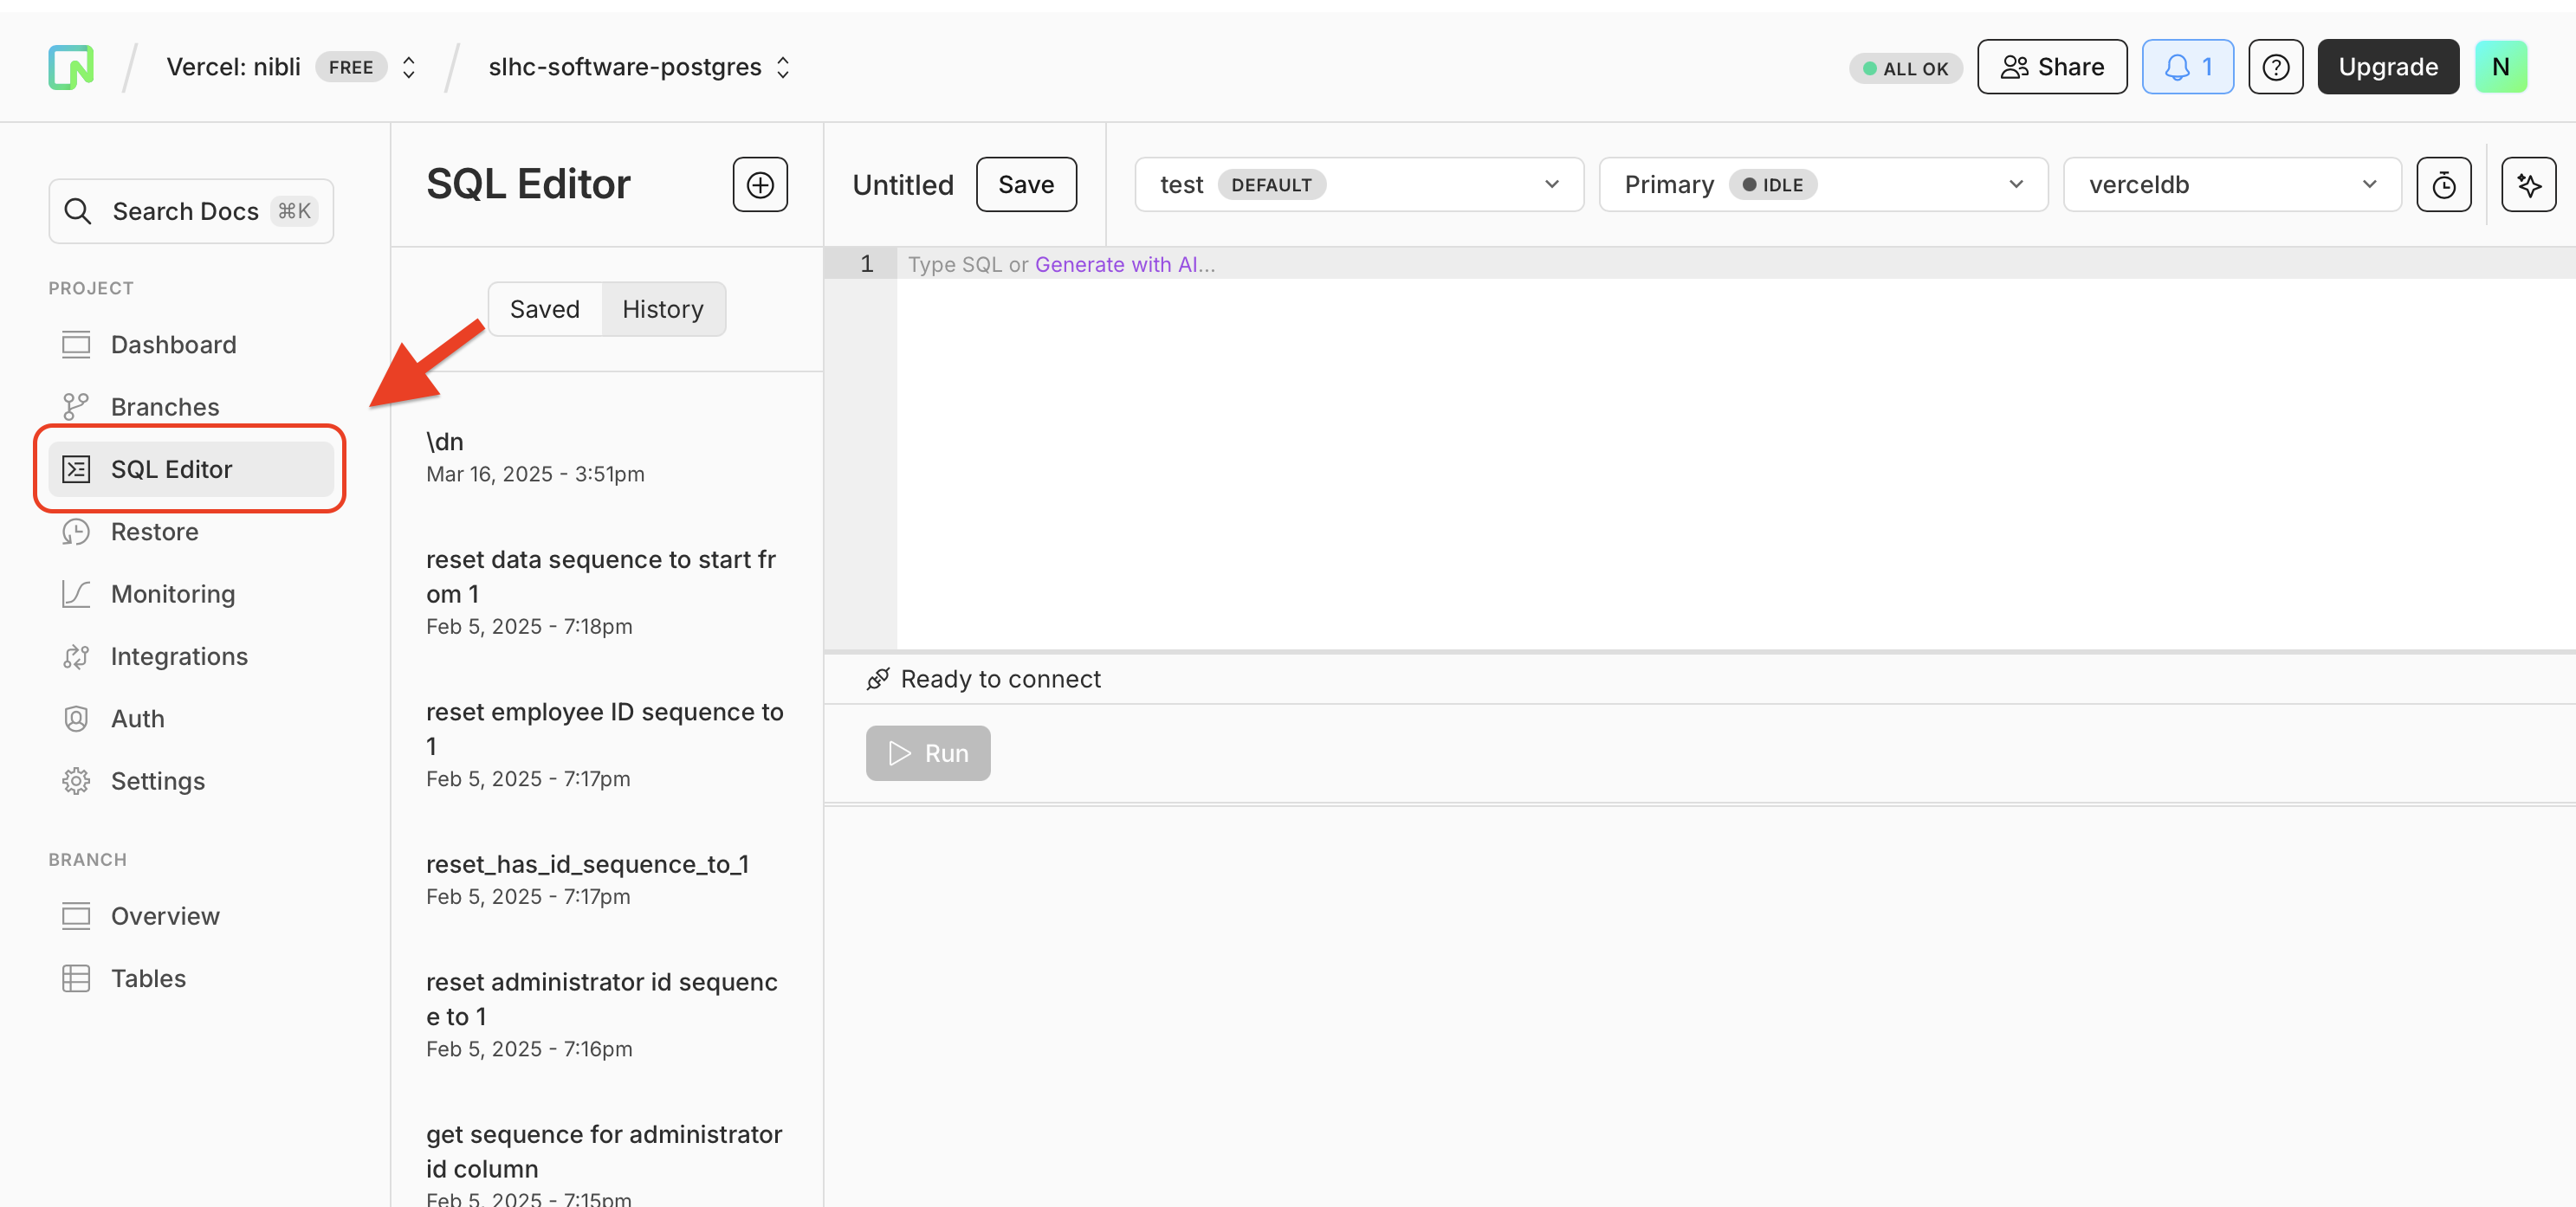 Vercel: nibli FREE
slhc-software-postgres
ALL OK
Share
1
Upgrade
N
Search Docs ⌘K
PROJECT
Dashboard
Branches
SQL Editor
Restore
Monitoring
Integrations
Auth
Settings
BRANCH
Overview
Tables
SQL Editor
Saved
History
\dn
Mar 16, 2025 - 3:51pm
reset data sequence to start fr
om 1
Feb 5, 2025 - 7:18pm
reset employee ID sequence to
1
Feb 5, 2025 - 7:17pm
reset_has_id_sequence_to_1
Feb 5, 2025 - 7:17pm
reset administrator id sequenc
e to 1
Feb 5, 2025 - 7:16pm
get sequence for administrator
id column
Feb 5, 2025 - 7:15pm
Untitled
Save
test DEFAULT
Primary IDLE
verceldb
1 Type SQL or Generate with AI...
Ready to connect
Run